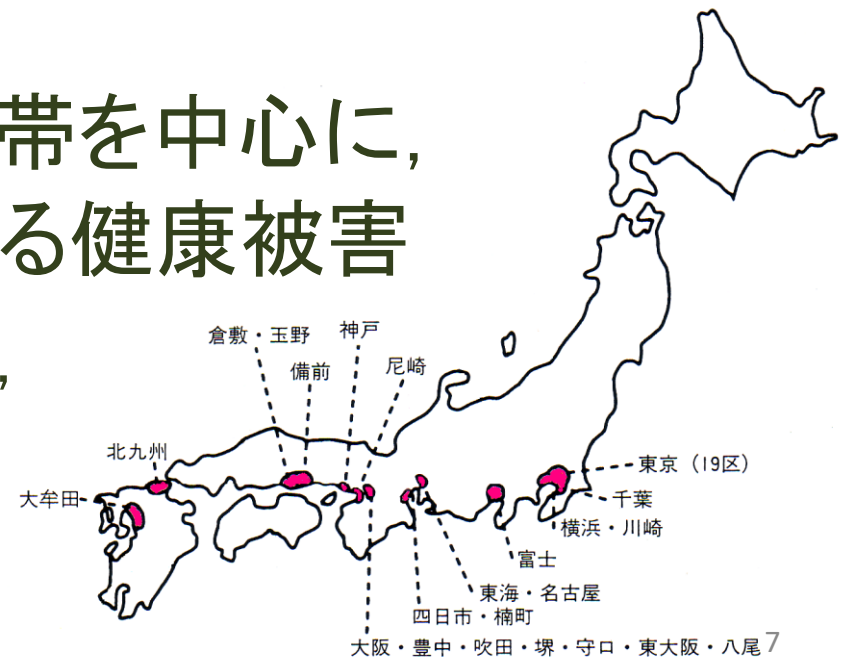 帯を中心に,
る健康被害
,
倉敷・玉野
神戸
備前
尼崎
北九州
大牟田
東京（19区）
千葉
横浜・川崎
富士
東海・名古屋
四日市・楠町
大阪・豊中・吹田・堺・守口・東大阪・八尾
7